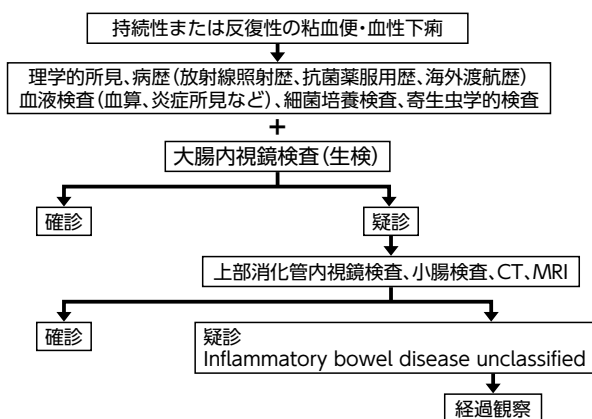 持続性または反復性の粘血便・血性下痢
理学的所見、病歴（放射線照射歴、抗菌薬服用歴、海外渡航歴）
血液検査（血算、炎症所見など）、細菌培養検査、寄生虫学的検査
+
大腸内視鏡検査（生検）
確診
疑診
上部消化管内視鏡検査、小腸検査、CT、MRI
確診
疑診
Inflammatory bowel disease unclassified
経過観察